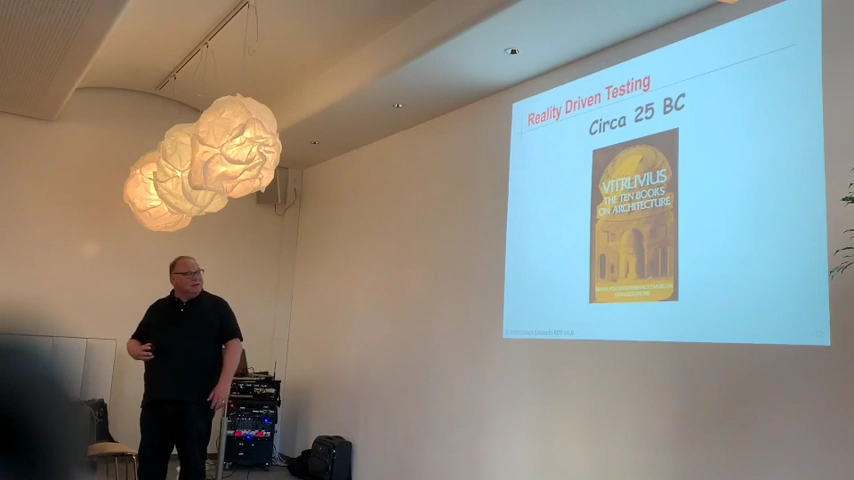 Reality Driven Testing
Circa 25 BC
VITRUVIUS
THE TEN BOOKS
ON ARCHITECTURE